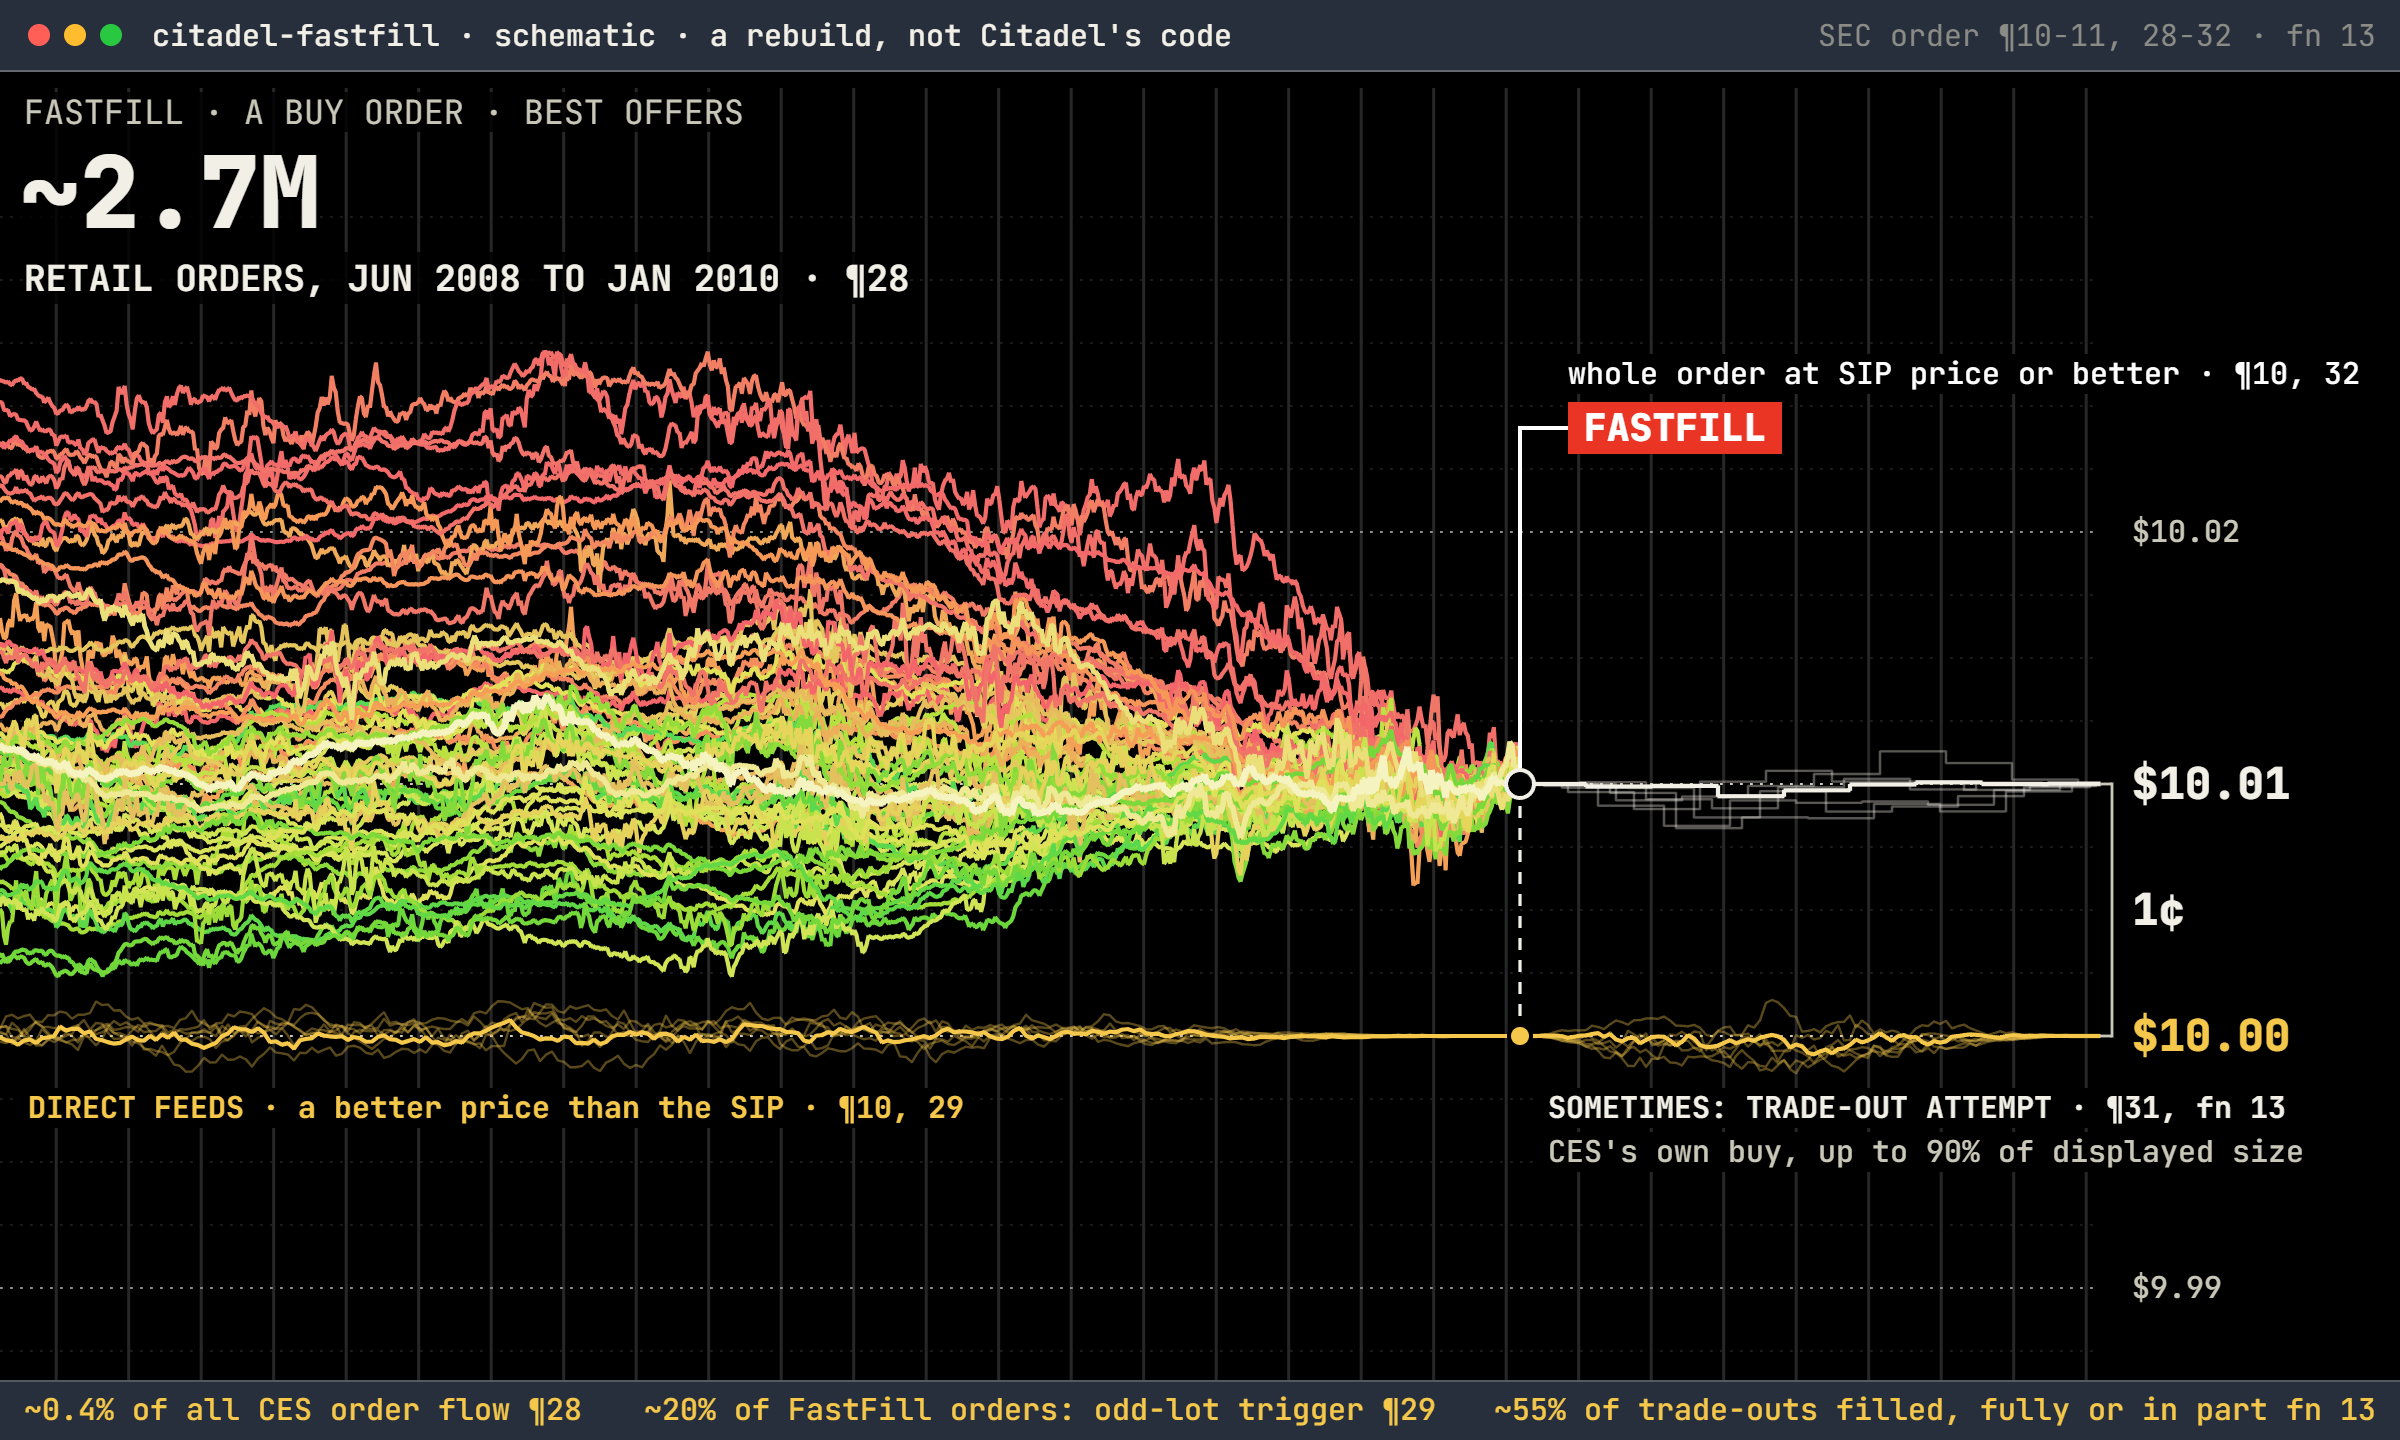 citadel-fastfill · schematic · a rebuild, not Citadel's code
SEC order ¶10-11, 28-32 · fn 13
FASTFILL · A BUY ORDER · BEST OFFERS
~2.7M
RETAIL ORDERS, JUN 2008 TO JAN 2010 · ¶28
whole order at SIP price or better · ¶10, 32
FASTFILL
$10.02
$10.01
1¢
$10.00
DIRECT FEEDS · a better price than the SIP · ¶10, 29
SOMETIMES: TRADE-OUT ATTEMPT · ¶31, fn 13
CES's own buy, up to 90% of displayed size
$9.99
~0.4% of all CES order flow ¶28
~20% of FastFill orders: odd-lot trigger ¶29
~55% of trade-outs filled, fully or in part fn 13